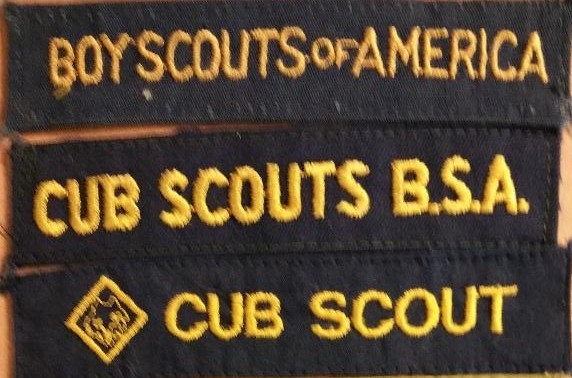 BOY SCOUTS OF AMERICA
CUB SCOUTS B.S.A.
CUB SCOUT